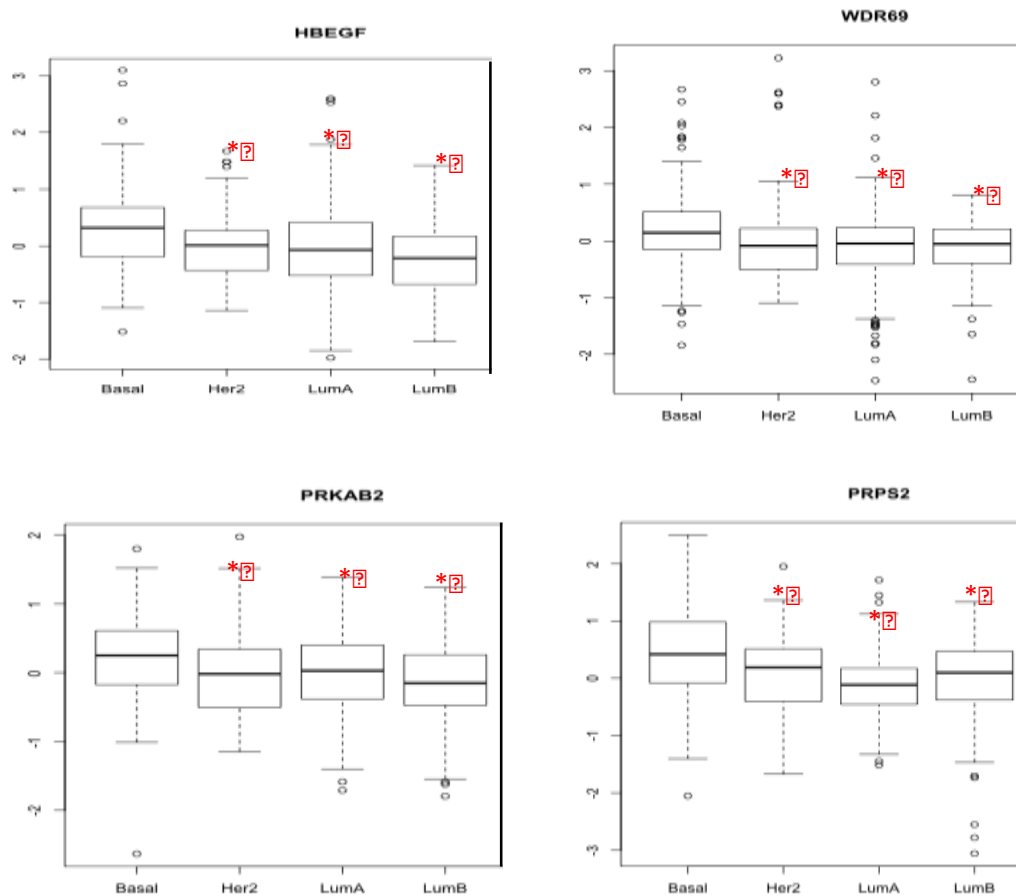 HBEGF
3
2
1
0
-1
-2
*⍰ *⍰ *⍰
Basal Her2 LumA LumB
WDR69
3
2
1
0
-1
-2
*⍰ *⍰ *⍰
Basal Her2 LumA LumB
PRKAB2
2
1
0
-1
-2
*⍰ *⍰ *⍰
Basal Her2 LumA LumB
PRPS2
2
1
0
-1
-2
-3
*⍰ *⍰ *⍰
Basal Her2 LumA LumB